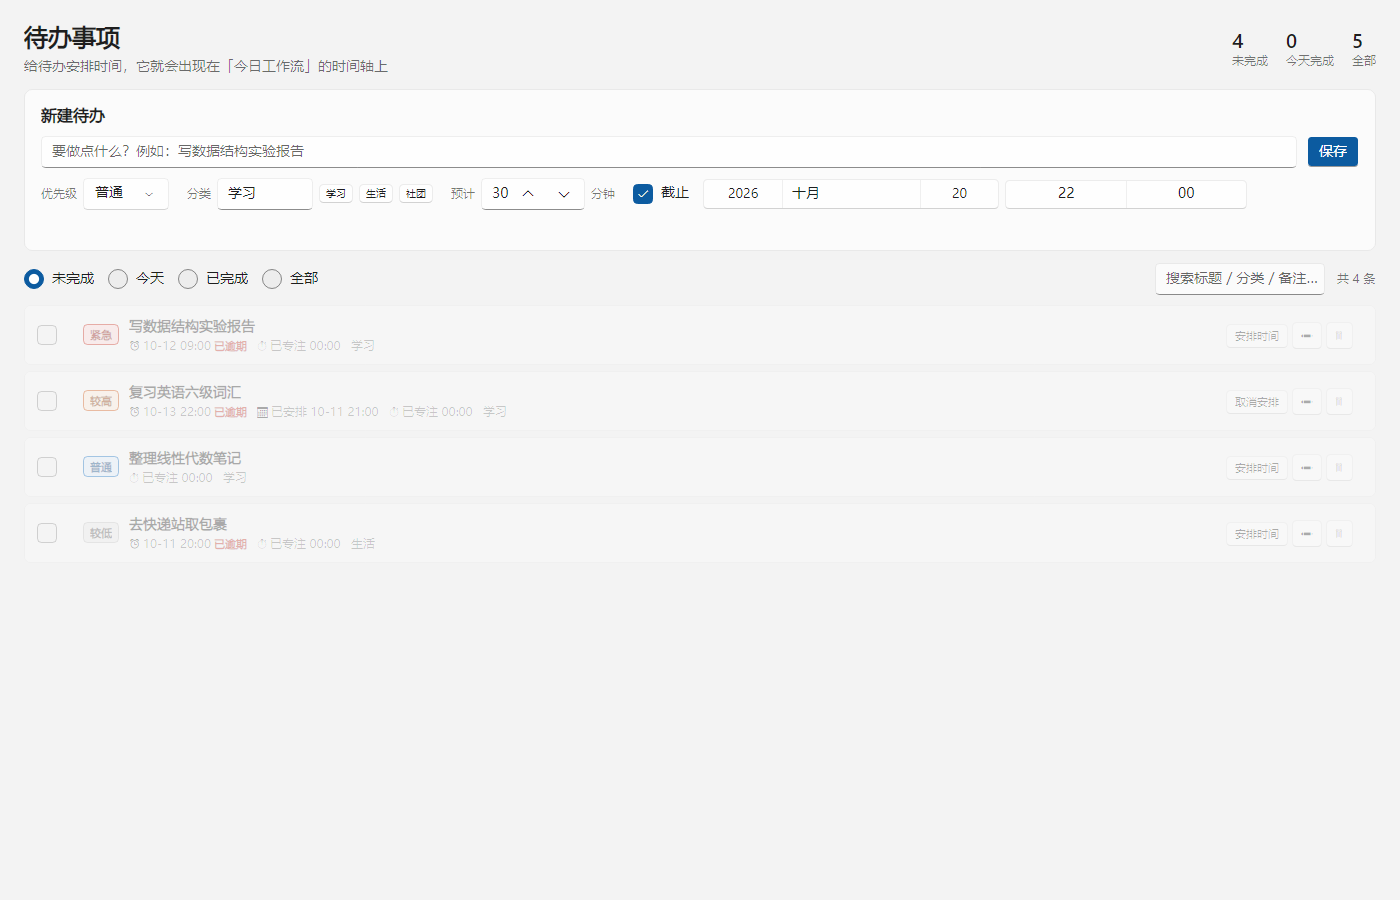 待办事项
给待办安排时间，它就会出现在「今日工作流」的时间轴上
4 未完成
0 今天完成
5 全部
新建待办
要做点什么？例如：写数据结构实验报告
保存
优先级 普通 分类 学习 学习 生活 社团 预计 30 分钟 截止 2026 十月 20 22 00
未完成 今天 已完成 全部 搜索标题 / 分类 / 备注... 共 4 条
紧急 写数据结构实验报告
10-12 09:00 已逾期 已专注 00:00 学习
安排时间
较高 复习英语六级词汇
10-13 22:00 已逾期 已安排 10-11 21:00 已专注 00:00 学习
取消安排
普通 整理线性代数笔记
已专注 00:00 学习
安排时间
较低 去快递站取包裹
10-11 20:00 已逾期 已专注 00:00 生活
安排时间